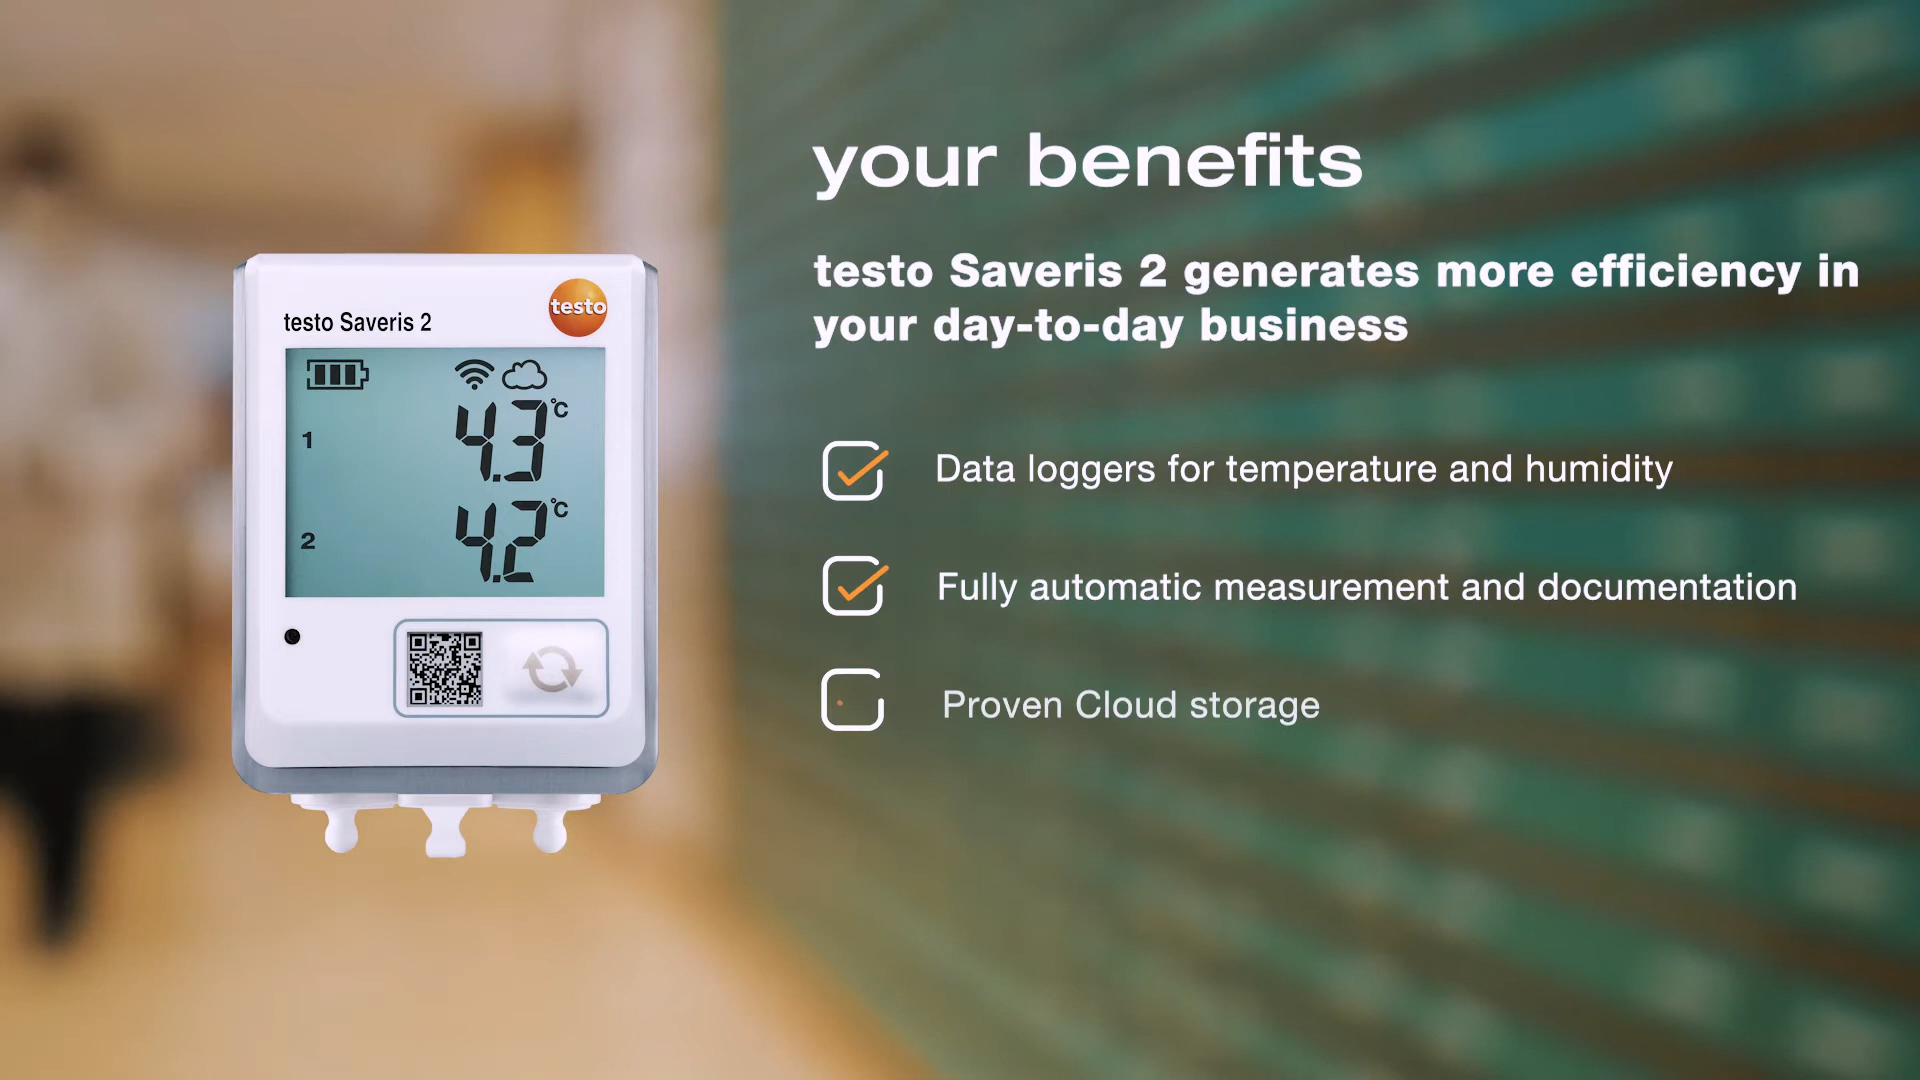 your benefits
testo Saveris 2 generates more efficiency in
your day-to-day business
testo Saveris 2
testo
1
4.3 °C
2
4.2 °C
Data loggers for temperature and humidity
Fully automatic measurement and documentation
Proven Cloud storage